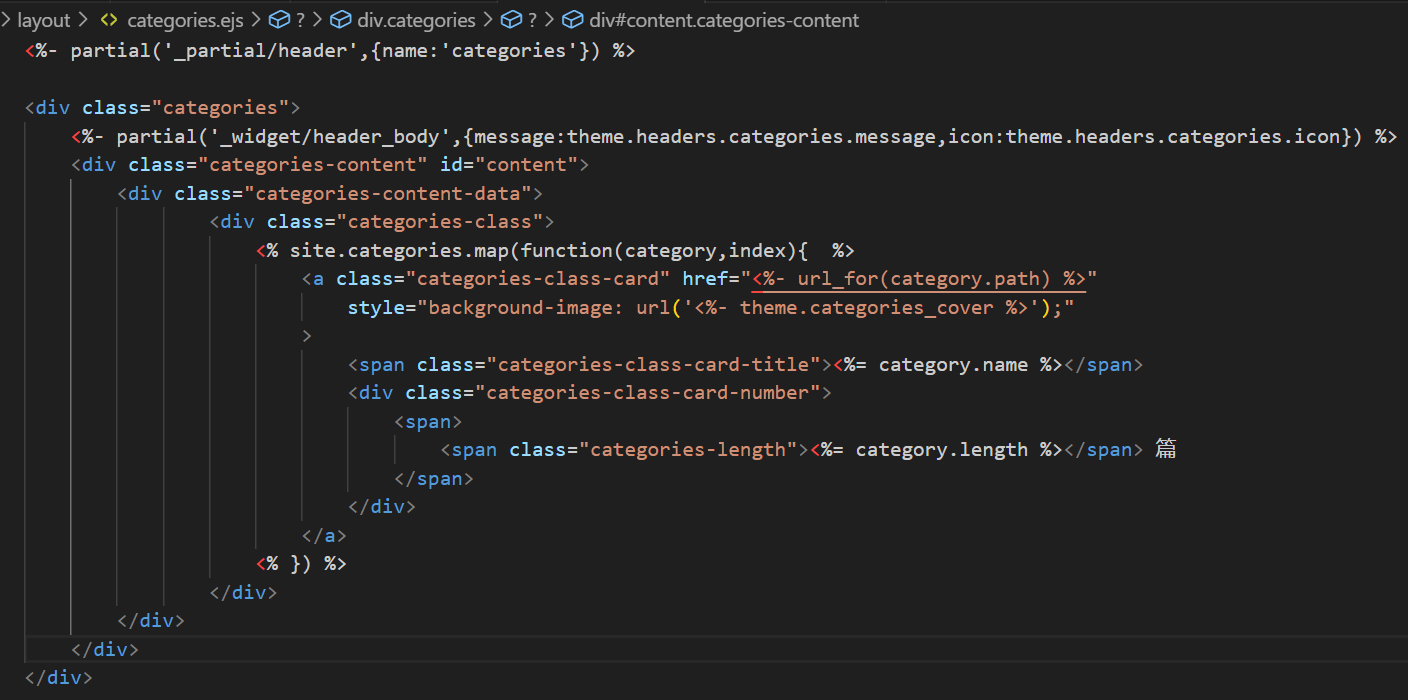 layout > categories.ejs > ? > div.categories > ? > div#content.categories-content
<%- partial('_partial/header',{name:'categories'}) %>
<div class="categories">
<%- partial('_widget/header_body',{message:theme.headers.categories.message,icon:theme.headers.categories.icon}) %>
<div class="categories-content" id="content">
<div class="categories-content-data">
<div class="categories-class">
<% site.categories.map(function(category,index){  %>
<a class="categories-class-card" href="<%- url_for(category.path) %>"
style="background-image: url('<%- theme.categories_cover %>');"
>
<span class="categories-class-card-title"><%= category.name %></span>
<div class="categories-class-card-number">
<span>
<span class="categories-length"><%= category.length %></span> 篇
</span>
</div>
</a>
<% }) %>
</div>
</div>
</div>
</div>